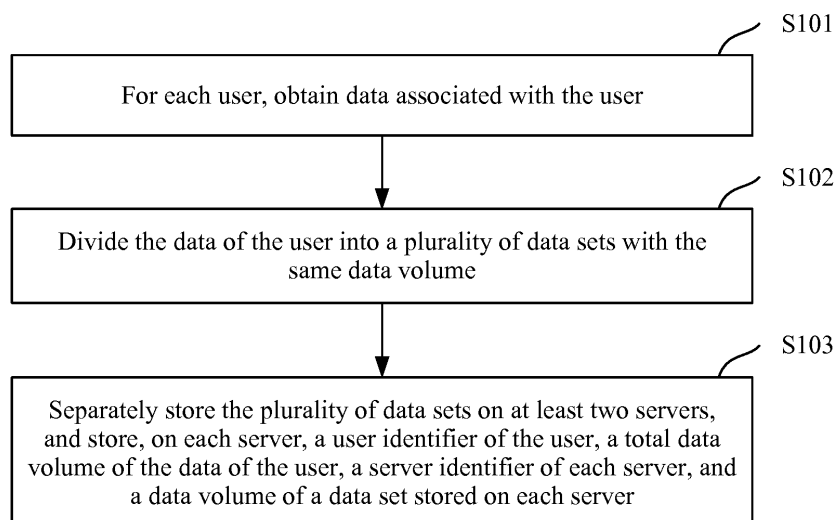 S101
For each user, obtain data associated with the user
S102
Divide the data of the user into a plurality of data sets with the
same data volume
S103
Separately store the plurality of data sets on at least two servers,
and store, on each server, a user identifier of the user, a total data
volume of the data of the user, a server identifier of each server, and
a data volume of a data set stored on each server